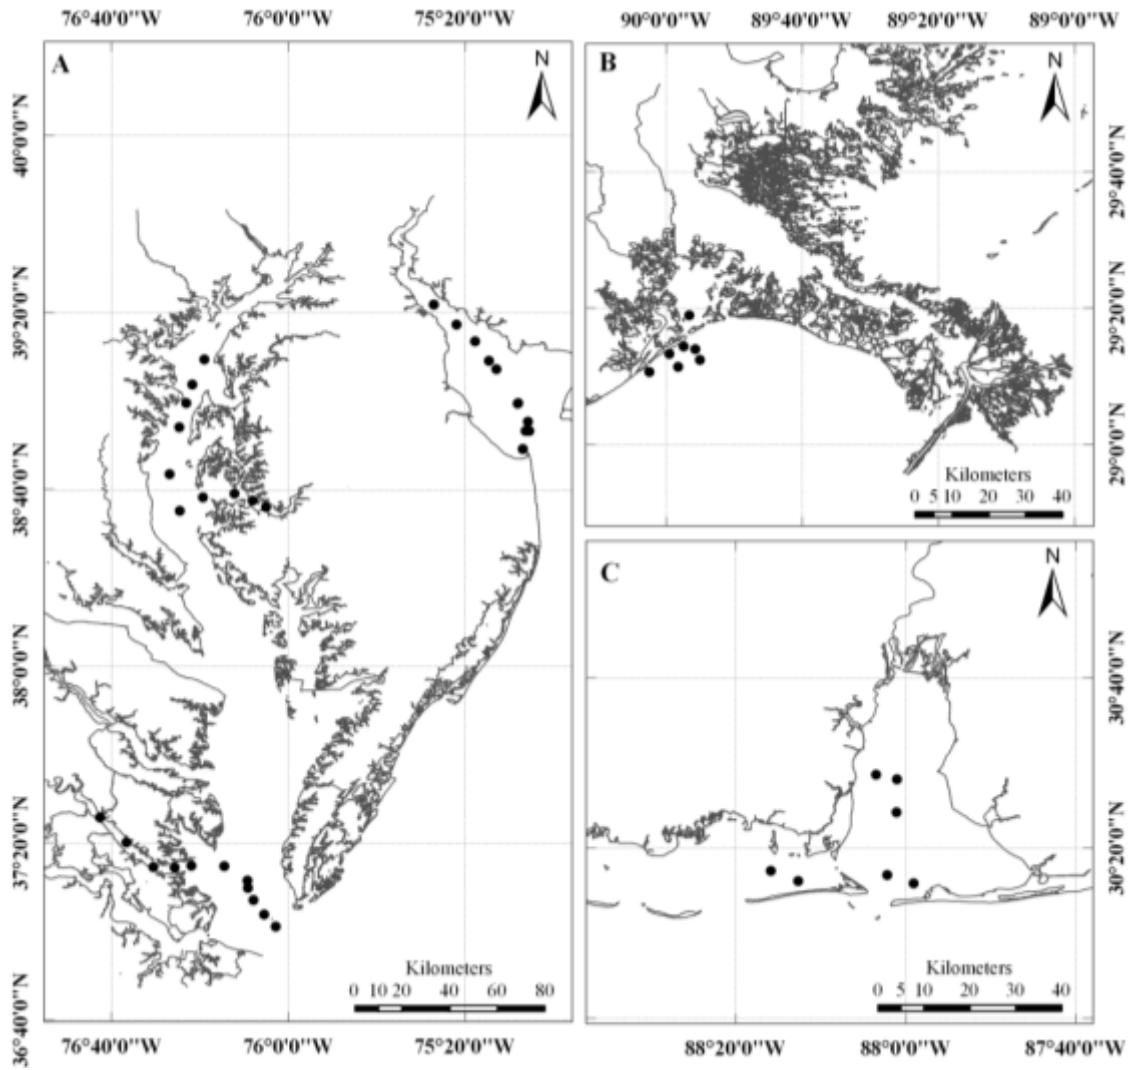 76°40'0"W 76°0'0"W 75°20'0"W
90°0'0"W 89°40'0"W 89°20'0"W 89°0'0"W
A
N
40°0'0"N
39°20'0"N
38°40'0"N
38°0'0"N
37°20'0"N
36°40'0"N
Kilometers
0 10 20 40 60 80
76°40'0"W 76°0'0"W 75°20'0"W
B
N
29°40'0"N
29°20'0"N
29°0'0"N
Kilometers
0 5 10 20 30 40
C
N
30°40'0"N
30°20'0"N
Kilometers
0 5 10 20 30 40
88°20'0"W 88°0'0"W 87°40'0"W